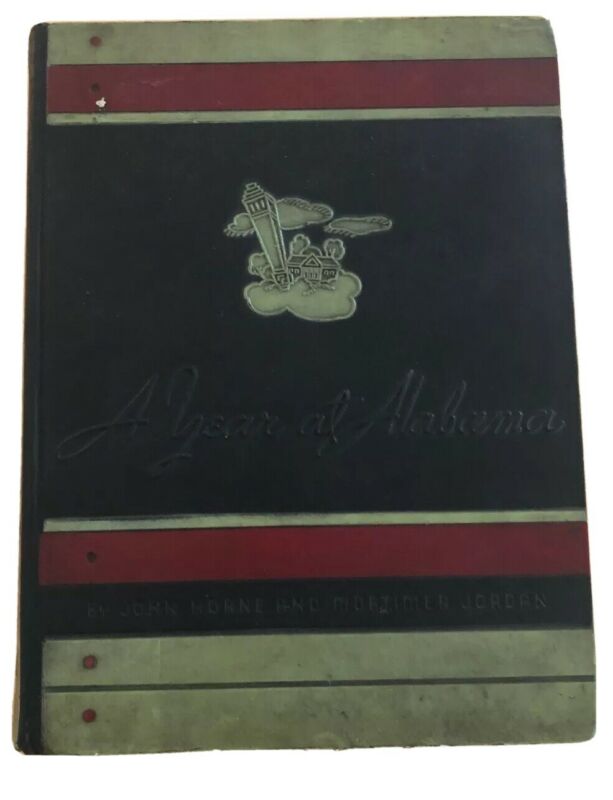 A Year at Alabama
BY JOHN HORNE AND MORTIMER JORDAN